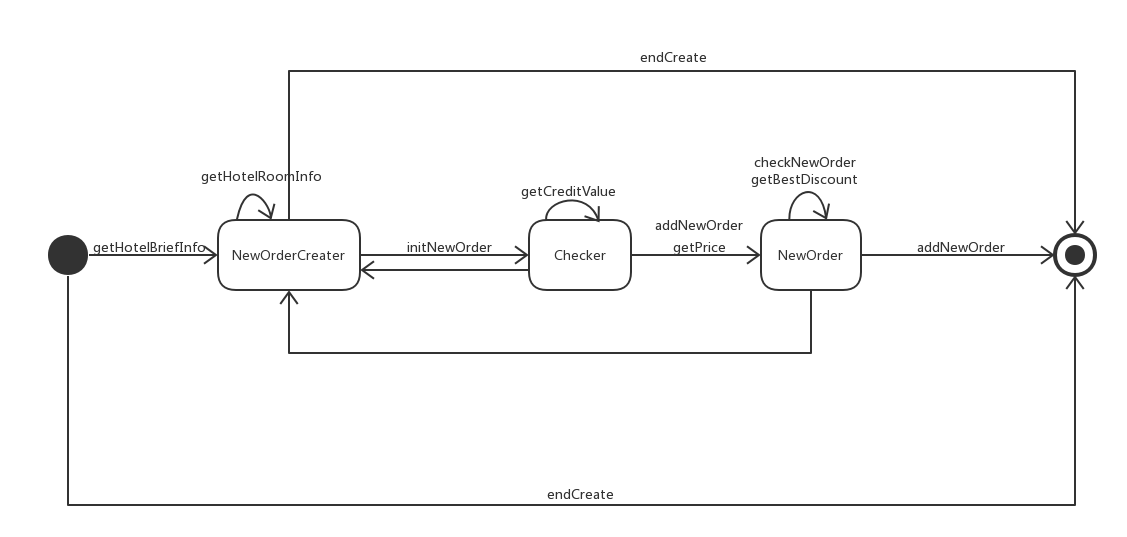 endCreate
checkNewOrder
getBestDiscount
getHotelRoomInfo
getCreditValue
addNewOrder
getHotelBriefInfo
initNewOrder
getPrice
addNewOrder
NewOrderCreater
Checker
NewOrder
endCreate